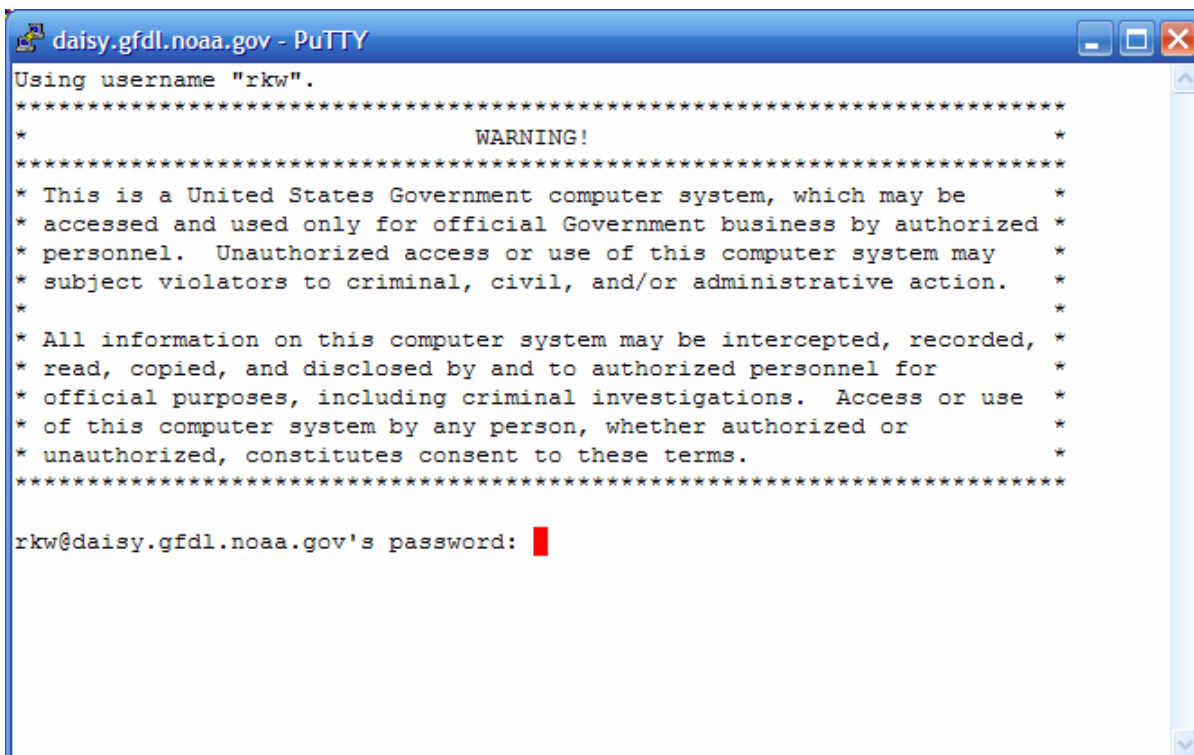 daisy.gfdl.noaa.gov - PuTTY
Using username "rkw".
*************************************************************************
*                               WARNING!                                *
*************************************************************************
* This is a United States Government computer system, which may be      *
* accessed and used only for official Government business by authorized *
* personnel.  Unauthorized access or use of this computer system may    *
* subject violators to criminal, civil, and/or administrative action.   *
*                                                                       *
* All information on this computer system may be intercepted, recorded, *
* read, copied, and disclosed by and to authorized personnel for        *
* official purposes, including criminal investigations.  Access or use  *
* of this computer system by any person, whether authorized or          *
* unauthorized, constitutes consent to these terms.                     *
*************************************************************************
rkw@daisy.gfdl.noaa.gov's password: